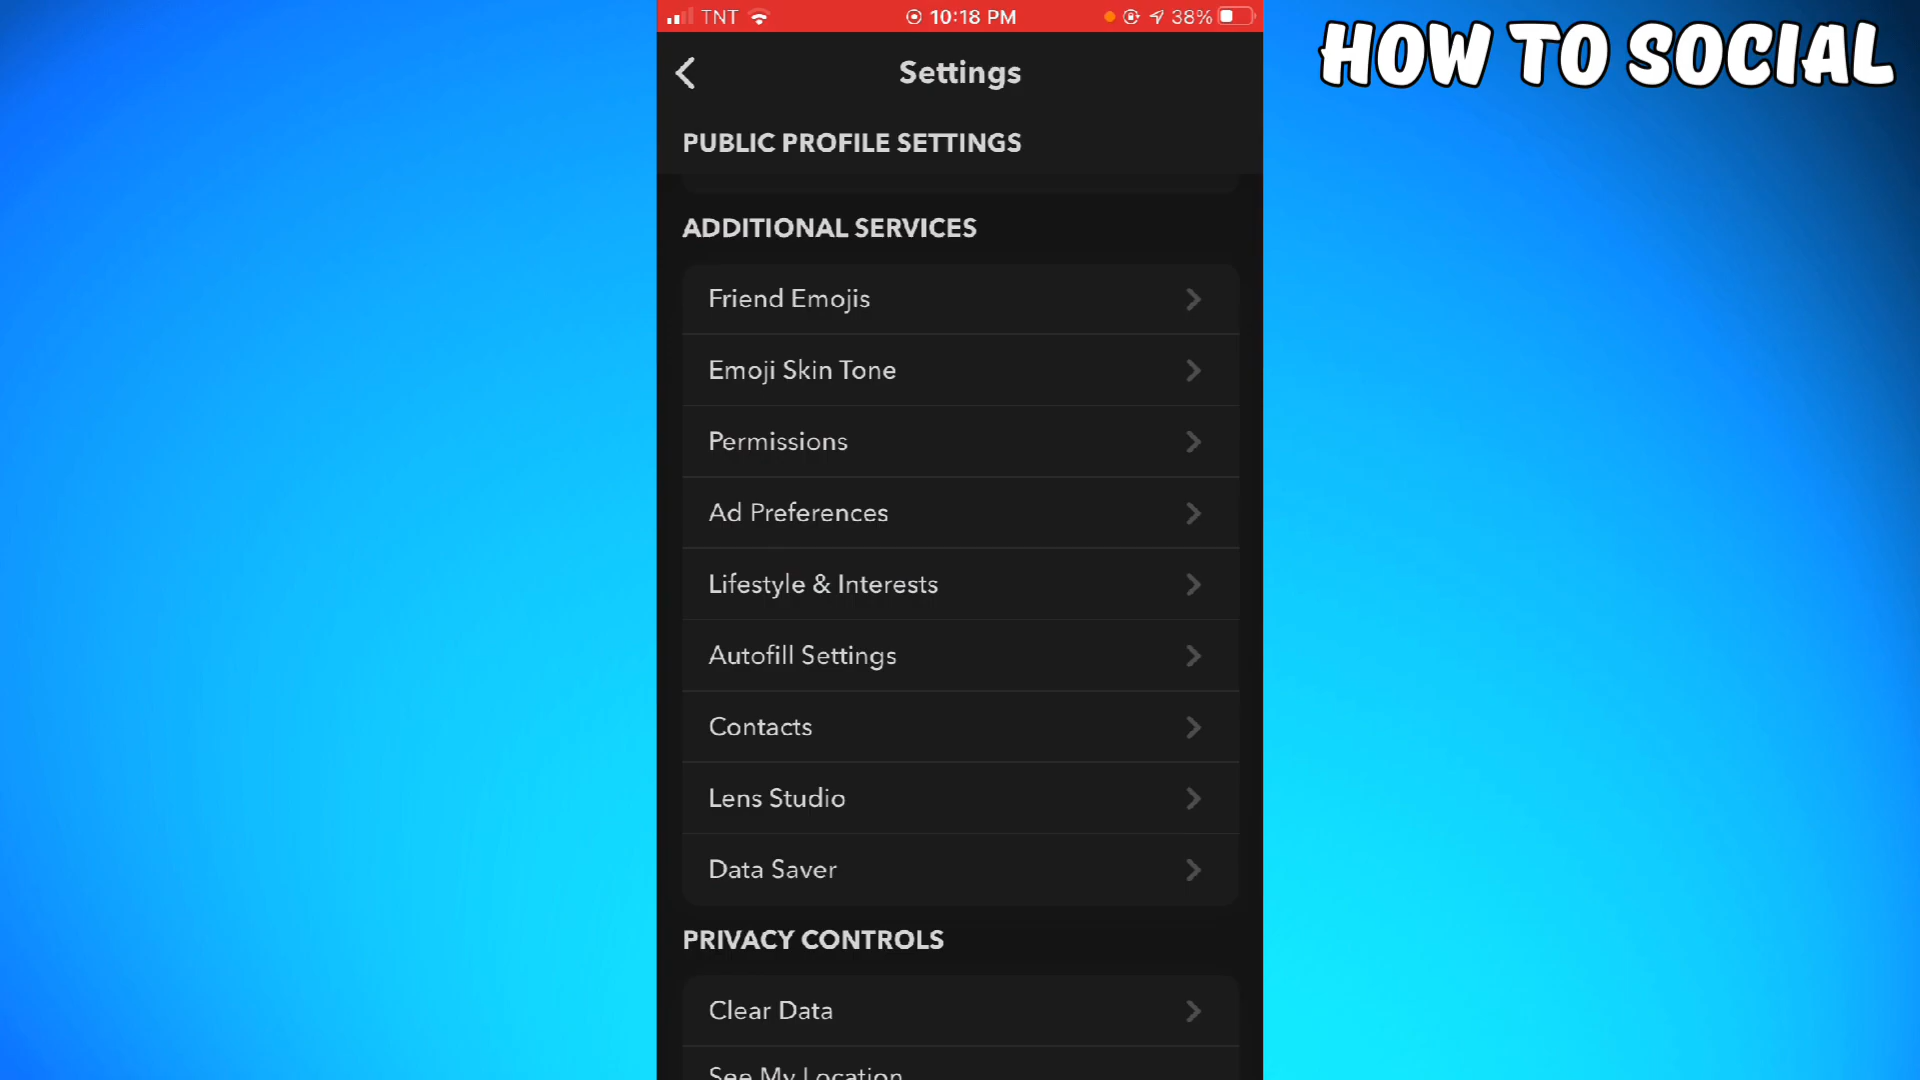 TNT 10:18 PM 38%
HOW TO SOCIAL
Settings
PUBLIC PROFILE SETTINGS
ADDITIONAL SERVICES
Friend Emojis
Emoji Skin Tone
Permissions
Ad Preferences
Lifestyle & Interests
Autofill Settings
Contacts
Lens Studio
Data Saver
PRIVACY CONTROLS
Clear Data
See My Location